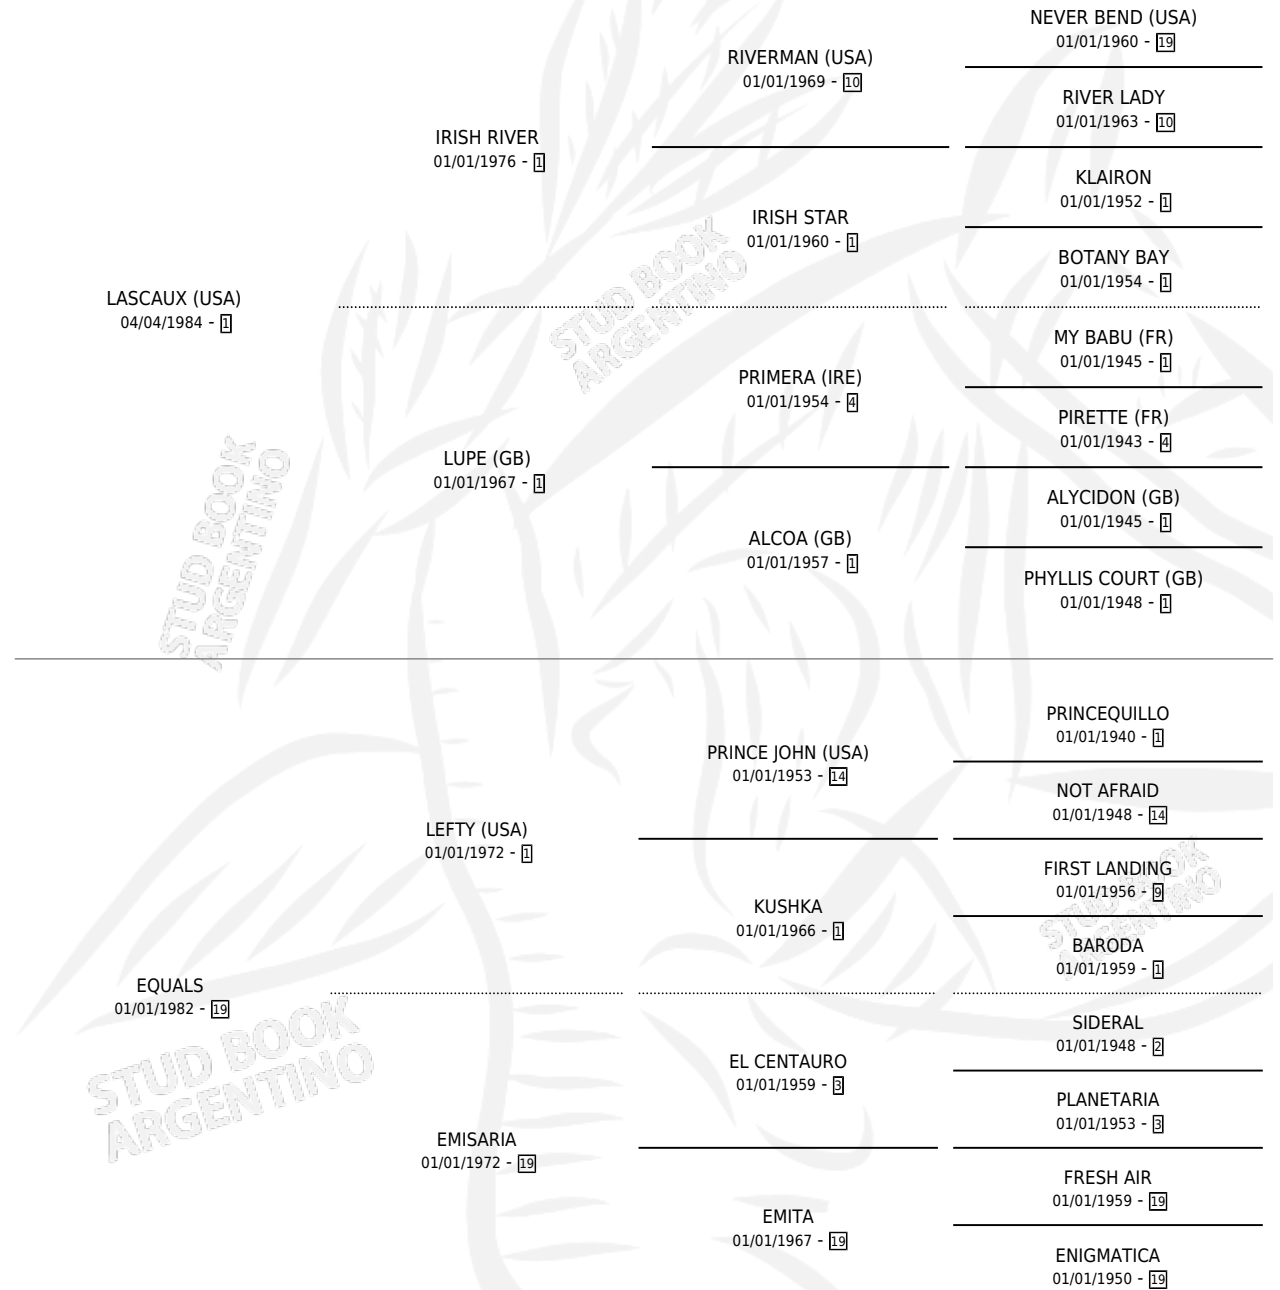 NEVER BEND (USA)
01/01/1960 - 19
RIVERMAN (USA)
01/01/1969 - 10
RIVER LADY
01/01/1963 - 10
IRISH RIVER
01/01/1976 - 1
KLAIRON
01/01/1952 - 1
IRISH STAR
01/01/1960 - 1
BOTANY BAY
01/01/1954 - 1
LASCAUX (USA)
04/04/1984 - 1
STUD BOOK
ARGENTINO
MY BABU (FR)
01/01/1945 - 1
PRIMERA (IRE)
01/01/1954 - 4
PIRETTE (FR)
01/01/1943 - 4
LUPE (GB)
01/01/1967 - 1
ALYCIDON (GB)
01/01/1945 - 1
ALCOA (GB)
01/01/1957 - 1
PHYLLIS COURT (GB)
01/01/1948 - 1
STUD BOOK
ARGENTINO
PRINCEQUILLO
01/01/1940 - 1
PRINCE JOHN (USA)
01/01/1953 - 14
NOT AFRAID
01/01/1948 - 14
LEFTY (USA)
01/01/1972 - 1
FIRST LANDING
01/01/1956 - 9
KUSHKA
01/01/1966 - 1
STUD BOOK
ARGENTINO
BARODA
01/01/1959 - 1
EQUALS
01/01/1982 - 19
SIDERAL
01/01/1948 - 2
EL CENTAURO
01/01/1959 - 3
STUD BOOK
ARGENTINO
PLANETARIA
01/01/1953 - 3
EMISARIA
01/01/1972 - 19
FRESH AIR
01/01/1959 - 19
EMITA
01/01/1967 - 19
ENIGMATICA
01/01/1950 - 19